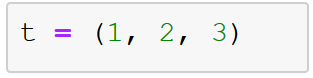 t = (1, 2, 3)